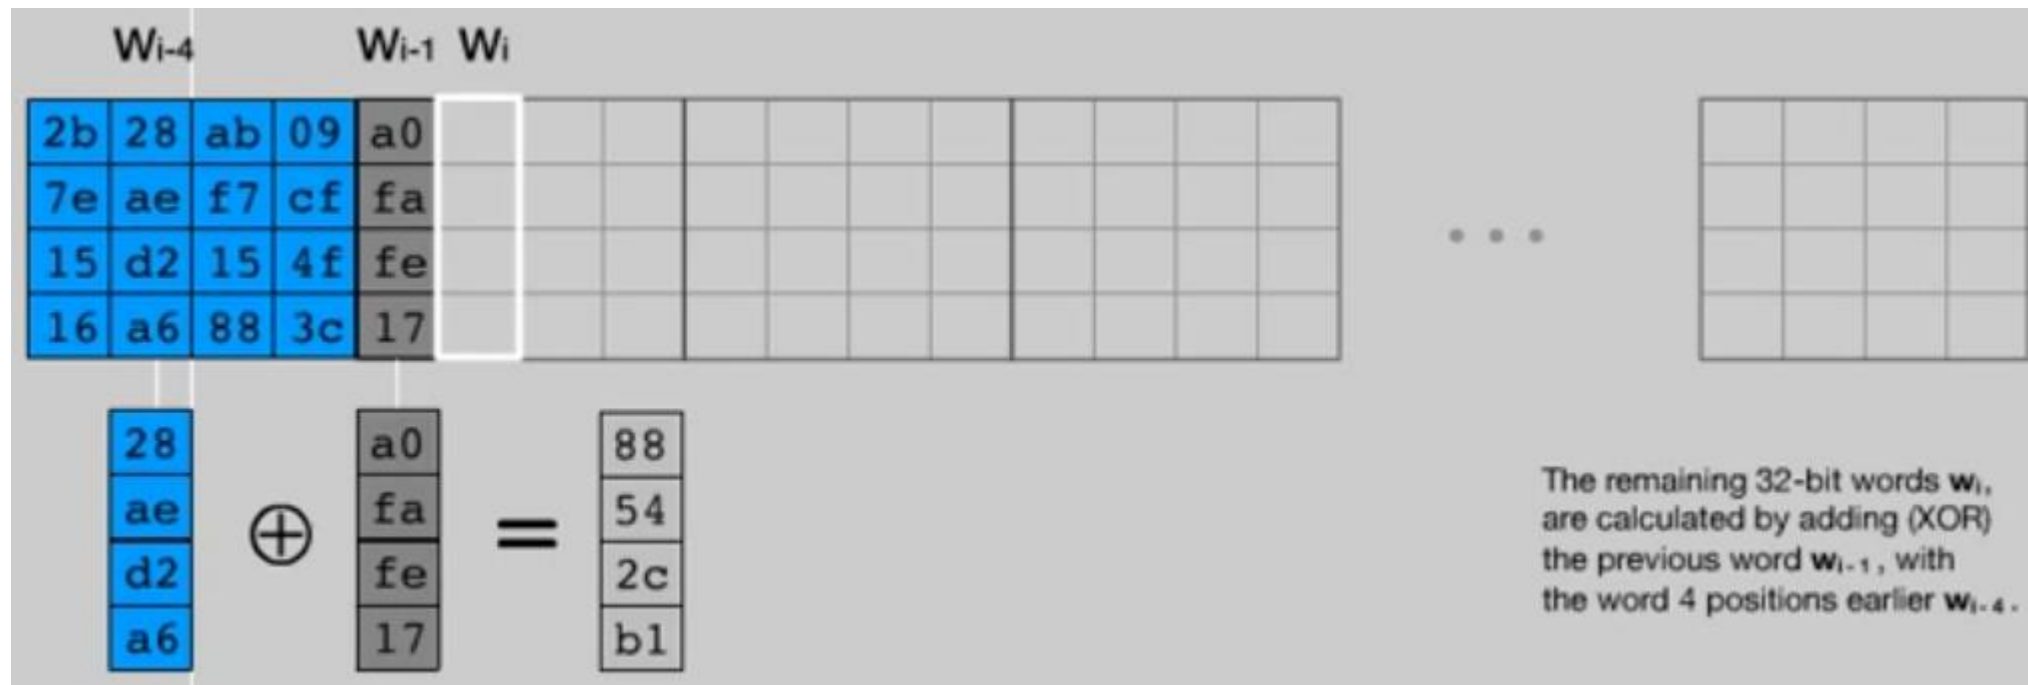 Wi-4 Wi-1 Wi
2b 28 ab 09 a0
7e ae f7 cf fa
15 d2 15 4f fe
16 a6 88 3c 17
28 a0 88
ae fa 54
⊕ =
d2 fe 2c
a6 17 b1
The remaining 32-bit words wi,
are calculated by adding (XOR)
the previous word wi-1, with
the word 4 positions earlier wi-4.